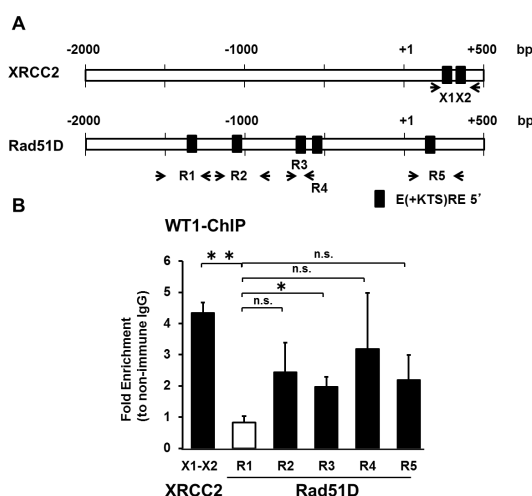 A
-2000 -1000 +1 +500 bp
XRCC2
X1X2
-2000 -1000 +1 +500 bp
Rad51D
R1 R2 R3 R4 R5
E(+KTS)RE 5’
B
WT1-ChIP
n.s.
* *
n.s.
*
n.s.
Fold Enrichment
(to non-Immune IgG)
6
5
4
3
2
1
0
X1-X2 R1 R2 R3 R4 R5
XRCC2 Rad51D